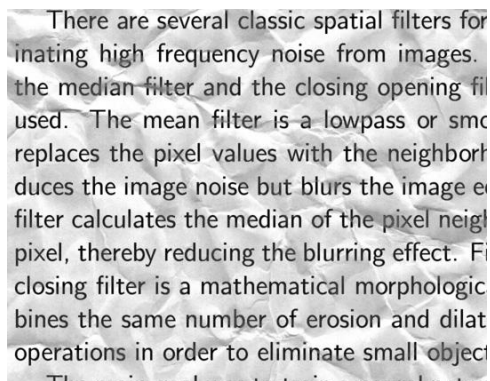 There are several classic spatial filters for
inating high frequency noise from images.
the median filter and the closing opening fil
used. The mean filter is a lowpass or smo
replaces the pixel values with the neighborh
duces the image noise but blurs the image e
filter calculates the median of the pixel neigh
pixel, thereby reducing the blurring effect. Fi
closing filter is a mathematical morphologic
bines the same number of erosion and dilat
operations in order to eliminate small object